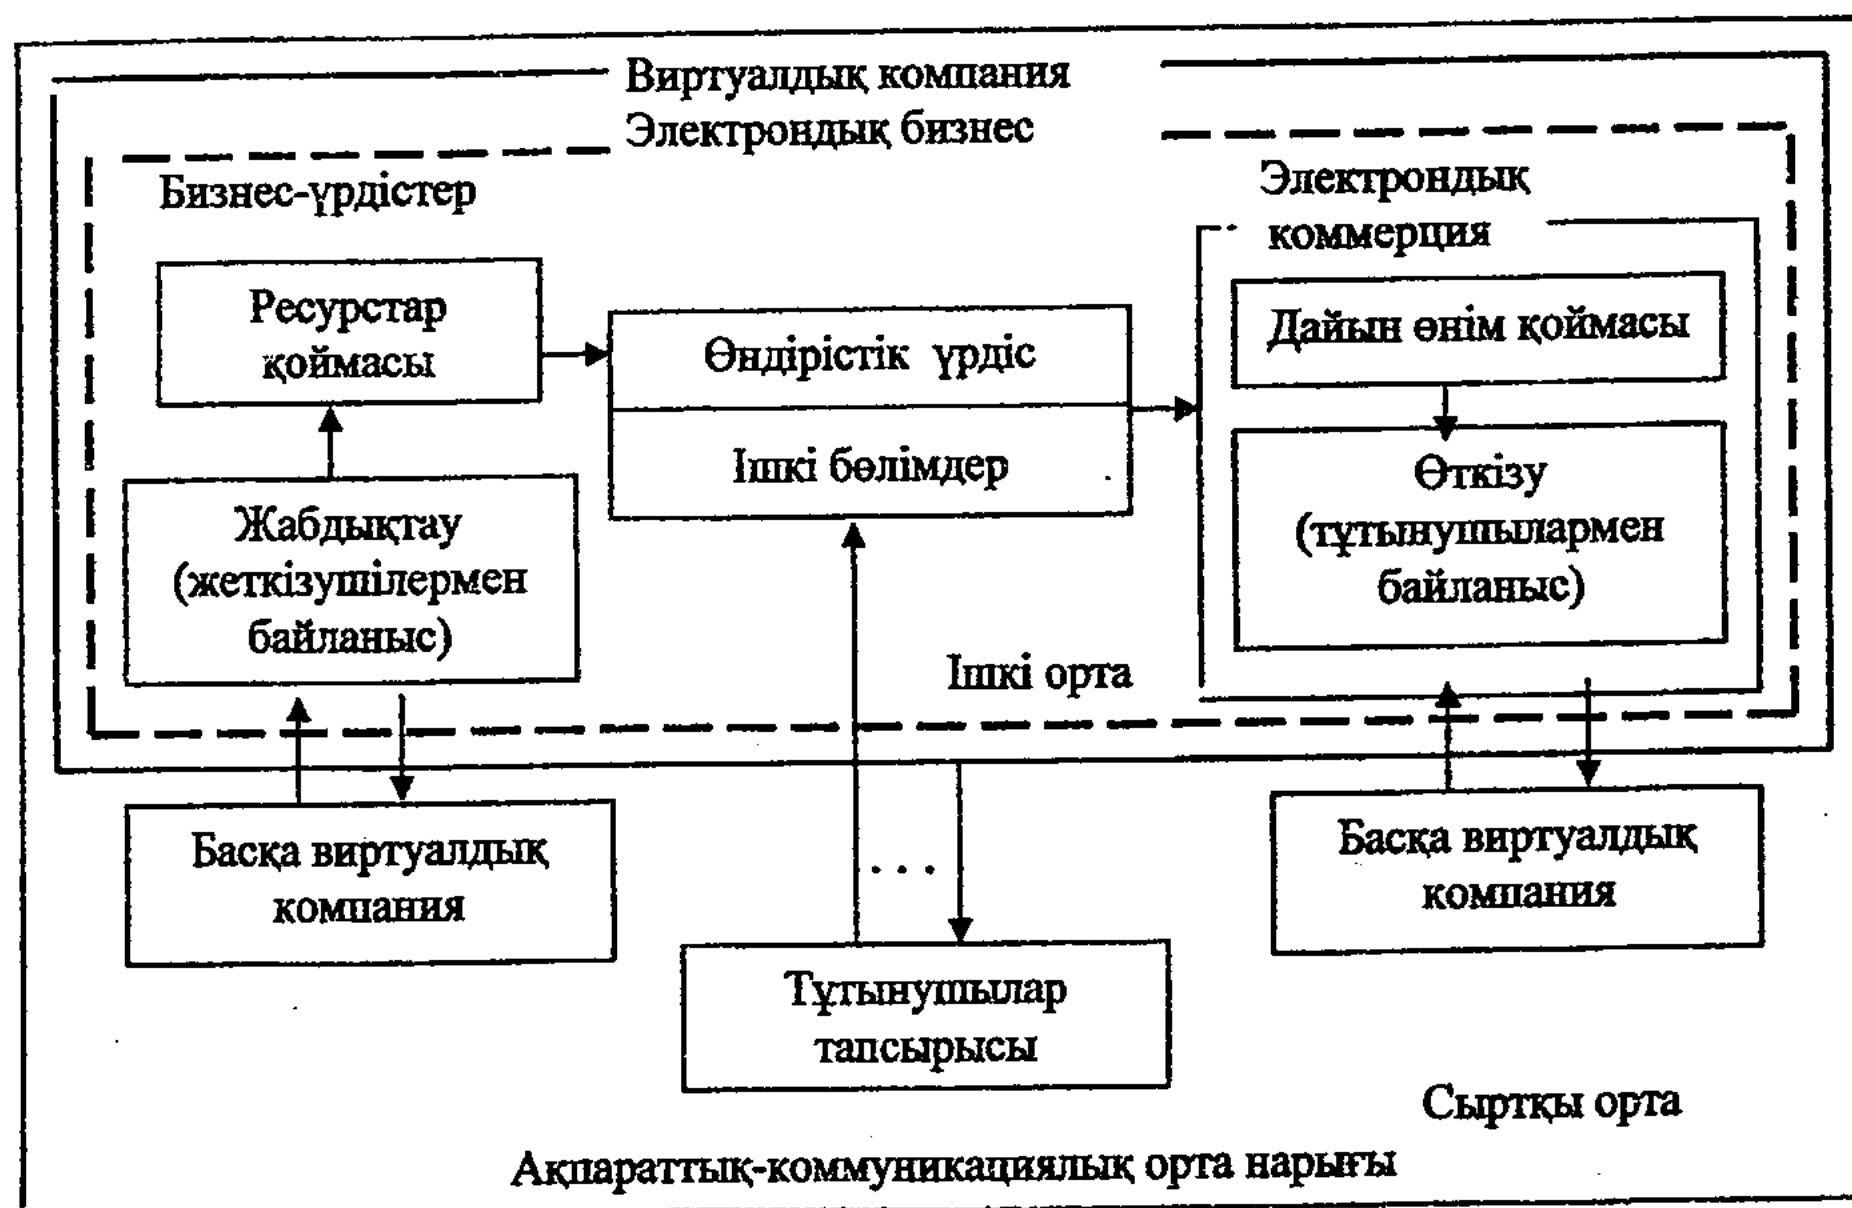 Виртуалдық компания
Электрондық бизнес
Бизнес-үрдістер
Электрондық
коммерция
Ресурстар
қоймасы
Өндірістік үрдіс
Ішкі бөлімдер
Дайын өнім қоймасы
Жабдықтау
(жеткізушілермен
байланыс)
Өткізу
(тұтынушылармен
байланыс)
Ішкі орта
Басқа виртуалдық
компания
...
Басқа виртуалдық
компания
Тұтынушылар
тапсырысы
Сыртқы орта
Ақпараттық-коммуникациялық орта нарығы